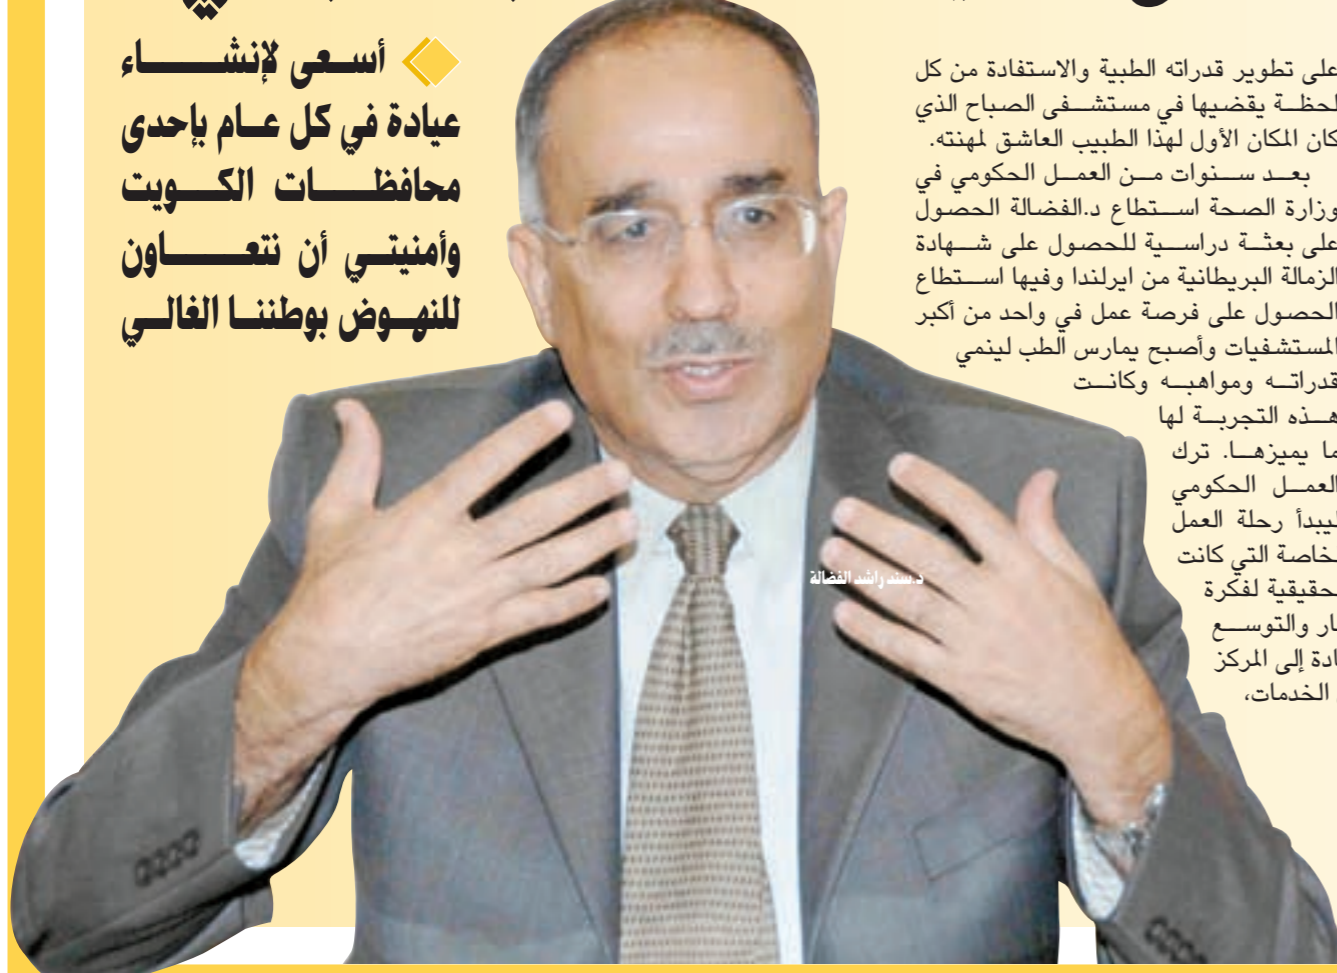 أسعى لإنشاء
عيادة في كل عام بإحدى
محافظات الكويت
وأمنيتي أن نتعاون
للنهوض بوطننا الغالي
على تطوير قدراته الطبية والاستفادة من كل
لحظة يقضيها في مستشفى الصباح الذي
كان المكان الأول لهذا الطبيب العاشق لمهنته.
بعد سنوات من العمل الحكومي في
وزارة الصحة استطاع د.الفضالة الحصول
على بعثة دراسية للحصول على شهادة
الزمالة البريطانية من ايرلندا وفيها استطاع
الحصول على فرصة عمل في واحد من أكبر
المستشفيات وأصبح يمارس الطب لينمي
قدراته ومواهبه وكانت
هذه التجربة لها
ما يميزها. ترك
العمل الحكومي
ليبدأ رحلة العمل
خاصة التي كانت
حقيقية لفكرة
ار والتوسع
ادة إلى المركز
الخدمات،
د.سند راشد الفضالة